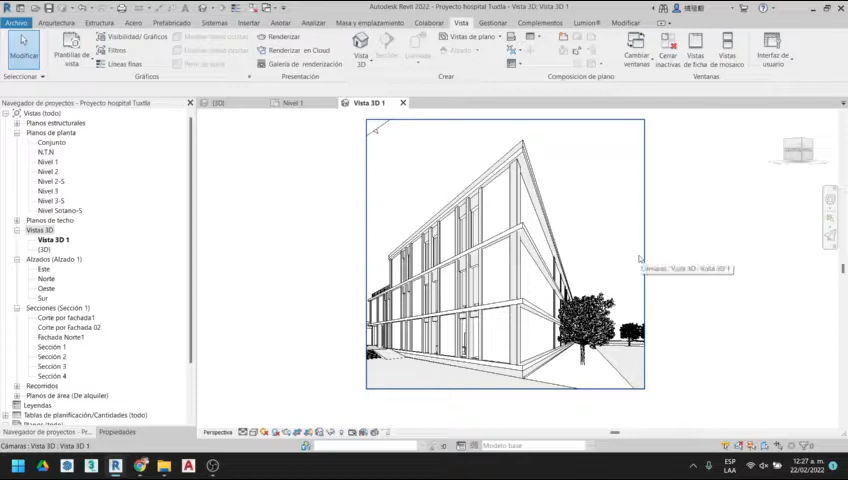 Autodesk Revit 2022 - Proyecto hospital Tuxtla - Vista 3D: Vista 3D 1
Archivo Arquitectura Estructura Acero Prefabricado Sistemas Insertar Anotar Analizar Masa y emplazamiento Colaborar Vista Gestionar Complementos Lumion® Modificar
Modificar
Plantillas de vista
Visibilidad/ Gráficos
Filtros
Líneas finas
Renderizar
Renderizar en Cloud
Galería de renderización
Vista 3D
Sección
Llamada
Vistas de plano
Alzado
Cambiar ventanas
Cerrar inactivas
Vistas de ficha
Vistas de mosaico
Interfaz de usuario
Seleccionar Gráficos Presentación Crear Composición de plano Ventanas
Navegador de proyectos - Proyecto hospital Tuxtla
(3D) Nivel 1 Vista 3D 1
Vistas (todo)
Planos estructurales
Planos de planta
Conjunto
N.T.N
Nivel 1
Nivel 2
Nivel 2-S
Nivel 3
Nivel 3-S
Nivel Sotano-S
Planos de techo
Vistas 3D
Vista 3D 1
(3D)
Alzados (Alzado 1)
Este
Norte
Oeste
Sur
Secciones (Sección 1)
Corte por fachada1
Corte por Fachada 02
Fachada Norte1
Sección 1
Sección 2
Sección 3
Sección 4
Recorridos
Planos de área (De alquiler)
Leyendas
Tablas de planificación/Cantidades (todo)
Cámaras : Vista 3D : Vista 3D 1
Navegador de proyectos - Pr... Propiedades
Perspectiva
Cámaras : Vista 3D : Vista 3D 1
:0
Modelo base
:0
ESP
LAA
12:27 a. m.
22/02/2022